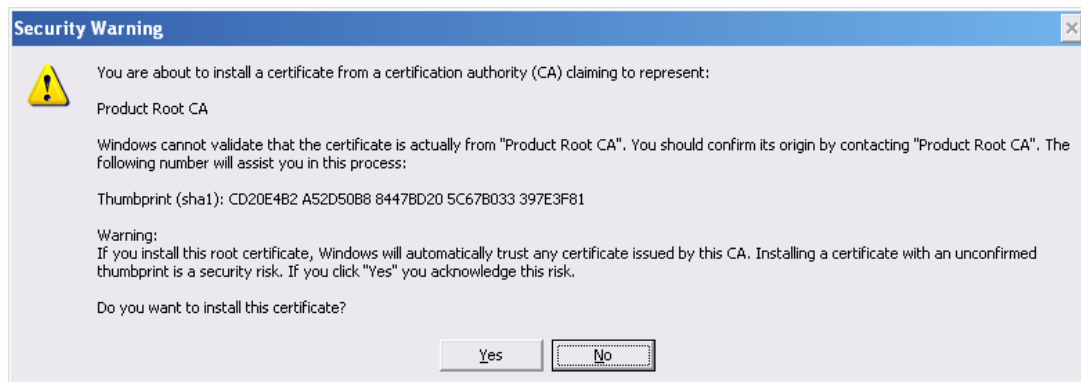 Security Warning
You are about to install a certificate from a certification authority (CA) claiming to represent:
Product Root CA
Windows cannot validate that the certificate is actually from "Product Root CA". You should confirm its origin by contacting "Product Root CA". The
following number will assist you in this process:
Thumbprint (sha1): CD20E4B2 A52D50B8 8447BD20 5C67B033 397E3F81
Warning:
If you install this root certificate, Windows will automatically trust any certificate issued by this CA. Installing a certificate with an unconfirmed
thumbprint is a security risk. If you click "Yes" you acknowledge this risk.
Do you want to install this certificate?
Yes No